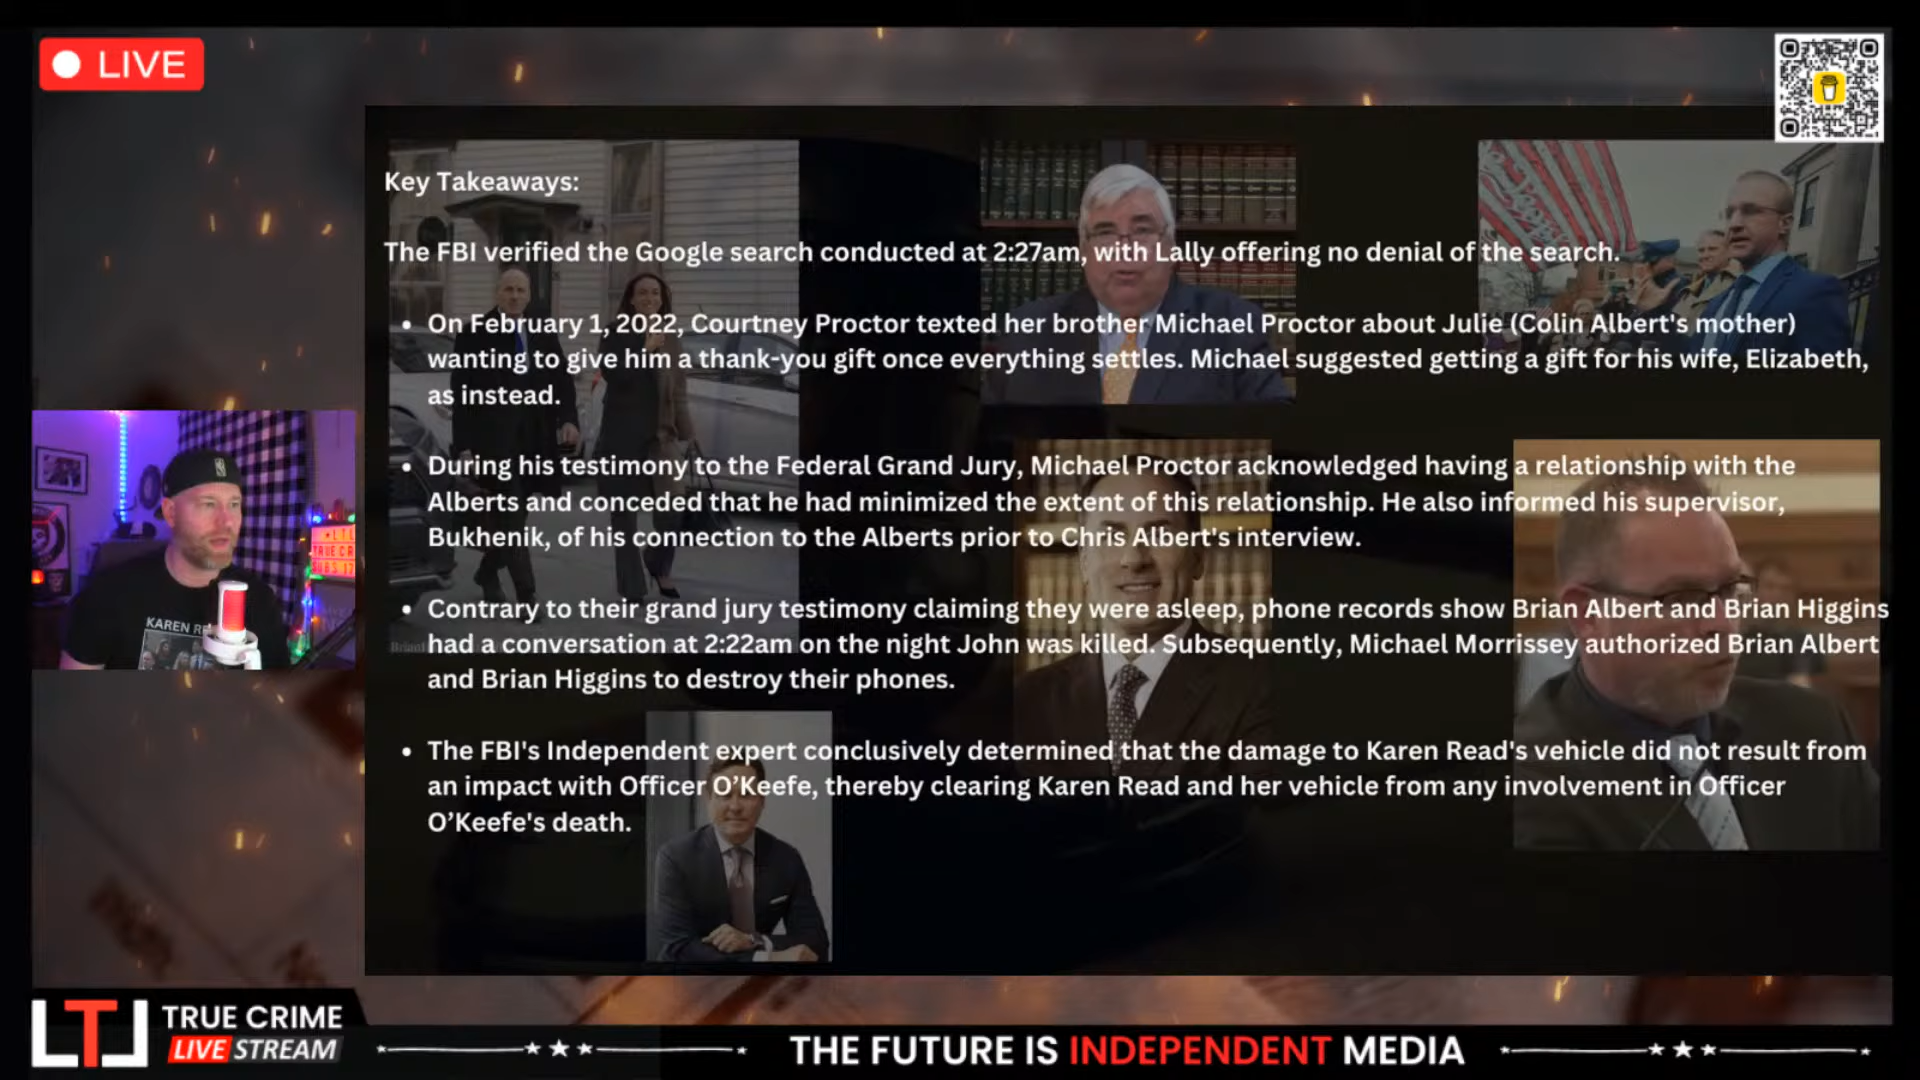 LIVE
Key Takeaways:
The FBI verified the Google search conducted at 2:27am, with Lally offering no denial of the search.
• On February 1, 2022, Courtney Proctor texted her brother Michael Proctor about Julie (Colin Albert's mother)
wanting to give him a thank-you gift once everything settles. Michael suggested getting a gift for his wife, Elizabeth,
as instead.
• During his testimony to the Federal Grand Jury, Michael Proctor acknowledged having a relationship with the
Alberts and conceded that he had minimized the extent of this relationship. He also informed his supervisor,
Bukhenik, of his connection to the Alberts prior to Chris Albert's interview.
• Contrary to their grand jury testimony claiming they were asleep, phone records show Brian Albert and Brian Higgins
had a conversation at 2:22am on the night John was killed. Subsequently, Michael Morrissey authorized Brian Albert
and Brian Higgins to destroy their phones.
• The FBI's Independent expert conclusively determined that the damage to Karen Read's vehicle did not result from
an impact with Officer O’Keefe, thereby clearing Karen Read and her vehicle from any involvement in Officer
O’Keefe's death.
KAREN
LTL
TRUE CR
SUBS 17
LTL
TRUE CRIME
LIVE STREAM
THE FUTURE IS INDEPENDENT MEDIA